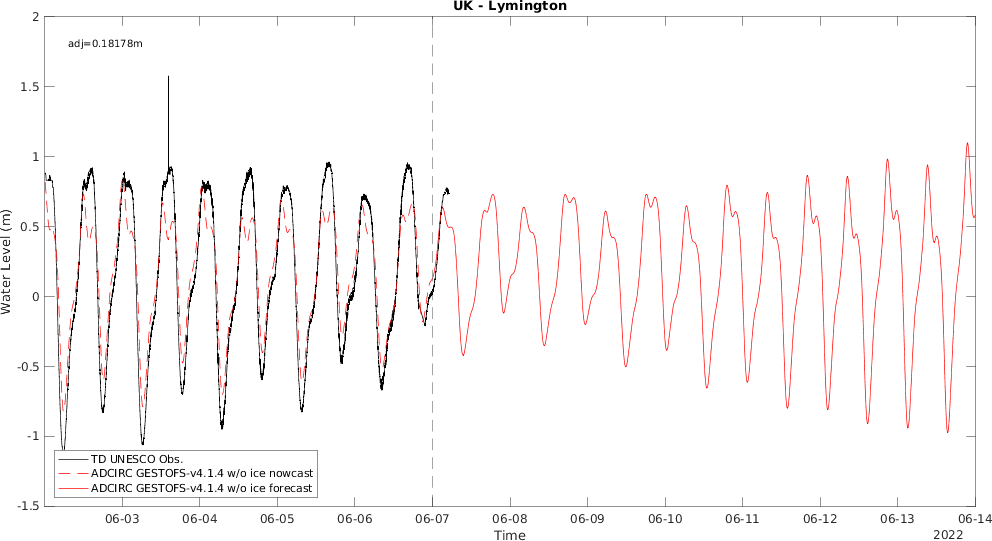 UK - Lymington
adj=0.18178m
Water Level (m)
2
1.5
1
0.5
0
-0.5
-1
-1.5
TD UNESCO Obs.
ADCIRC GESTOFS-v4.1.4 w/o ice nowcast
ADCIRC GESTOFS-v4.1.4 w/o ice forecast
06-03 06-04 06-05 06-06 06-07 06-08 06-09 06-10 06-11 06-12 06-13 06-14
Time
2022